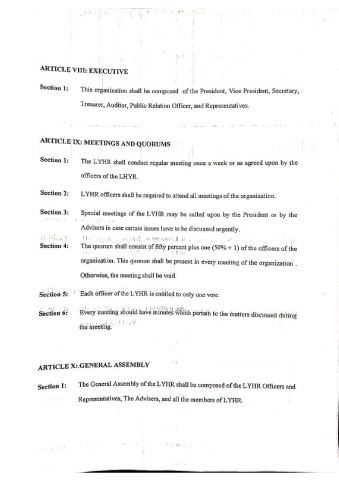 ARTICLE VIII: EXECUTIVE
Section 1: This organization shall be composed of the President, Vice President, Secretary,
Tresurer, Auditor, Public Relation Officer, and Representatives.
ARTICLE IX: MEETINGS AND QUORUMS
Section 1: The LYHR shall conduct regular meeting once a week or as agreed upon by the
officers of the LHYR.
Section 2: LYHR officers shall be required to attend all meetings of the organization.
Section 3: Special meetings of the LYHR may be called upon by the President or by the
Advisers in case certain issues have to be discussed urgently.
Section 4: The quorum shall consist of fifty percent plus one (50% + 1) of the officers of the
organization. This quorum shall be present in every meeting of the organization .
Otherwise, the meeting shall be void.
Section 5: Each officer of the LYHR is entitled to only one vote.
Section 6: Every meeting should have minutes which pertain to the matters discussed during
the meeting.
ARTICLE X: GENERAL ASSEMBLY
Section 1: The General Assembly of the LYHR shall be composed of the LYHR Officers and
Representatives, The Advisers, and all the members of LYHR.